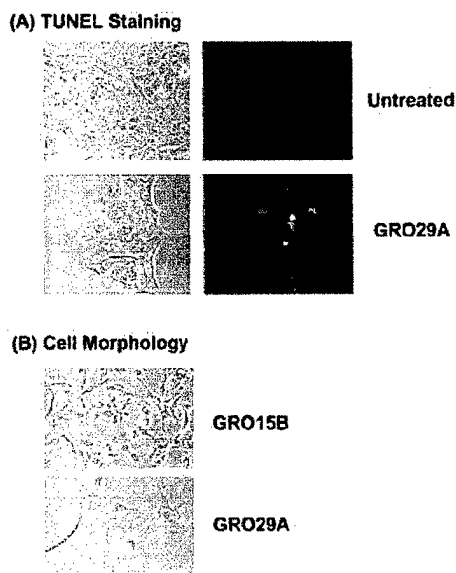 (A) TUNEL Staining
Untreated
GRO29A
(B) Cell Morphology
GRO15B
GRO29A